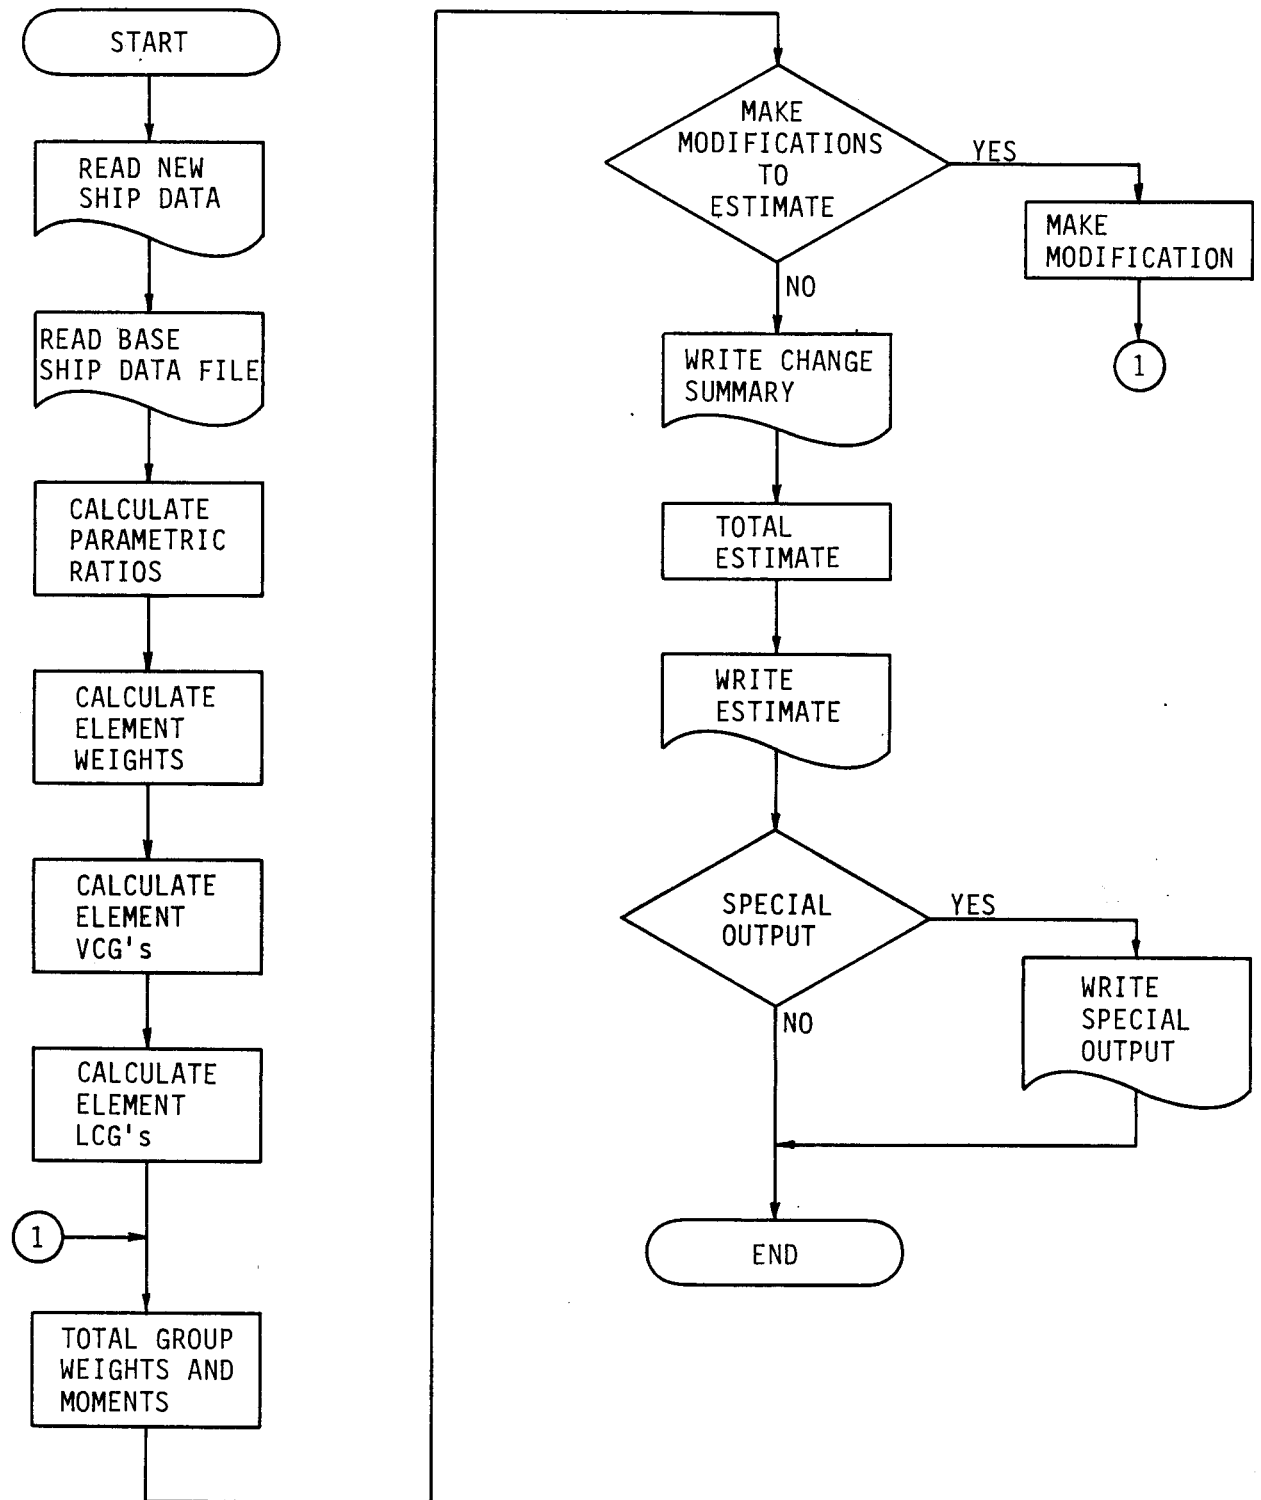 START
READ NEW
SHIP DATA
READ BASE
SHIP DATA FILE
CALCULATE
PARAMETRIC
RATIOS
CALCULATE
ELEMENT
WEIGHTS
CALCULATE
ELEMENT
VCG's
CALCULATE
ELEMENT
LCG's
1
TOTAL GROUP
WEIGHTS AND
MOMENTS
MAKE
MODIFICATIONS
TO
ESTIMATE
YES
MAKE
MODIFICATION
1
NO
WRITE CHANGE
SUMMARY
TOTAL
ESTIMATE
WRITE
ESTIMATE
SPECIAL
OUTPUT
YES
WRITE
SPECIAL
OUTPUT
NO
END